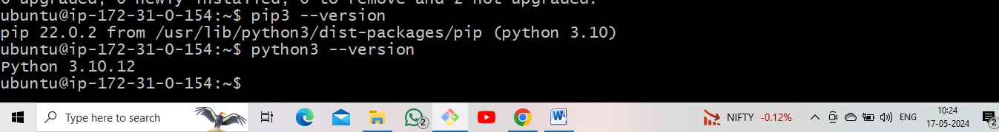 0 upgraded, 0 newly installed, 0 to remove and 2 not upgraded.
ubuntu@ip-172-31-0-154:~$ pip3 --version
pip 22.0.2 from /usr/lib/python3/dist-packages/pip (python 3.10)
ubuntu@ip-172-31-0-154:~$ python3 --version
Python 3.10.12
ubuntu@ip-172-31-0-154:~$
Type here to search
2
W
NIFTY -0.12%
ENG
10:24
17-05-2024
2